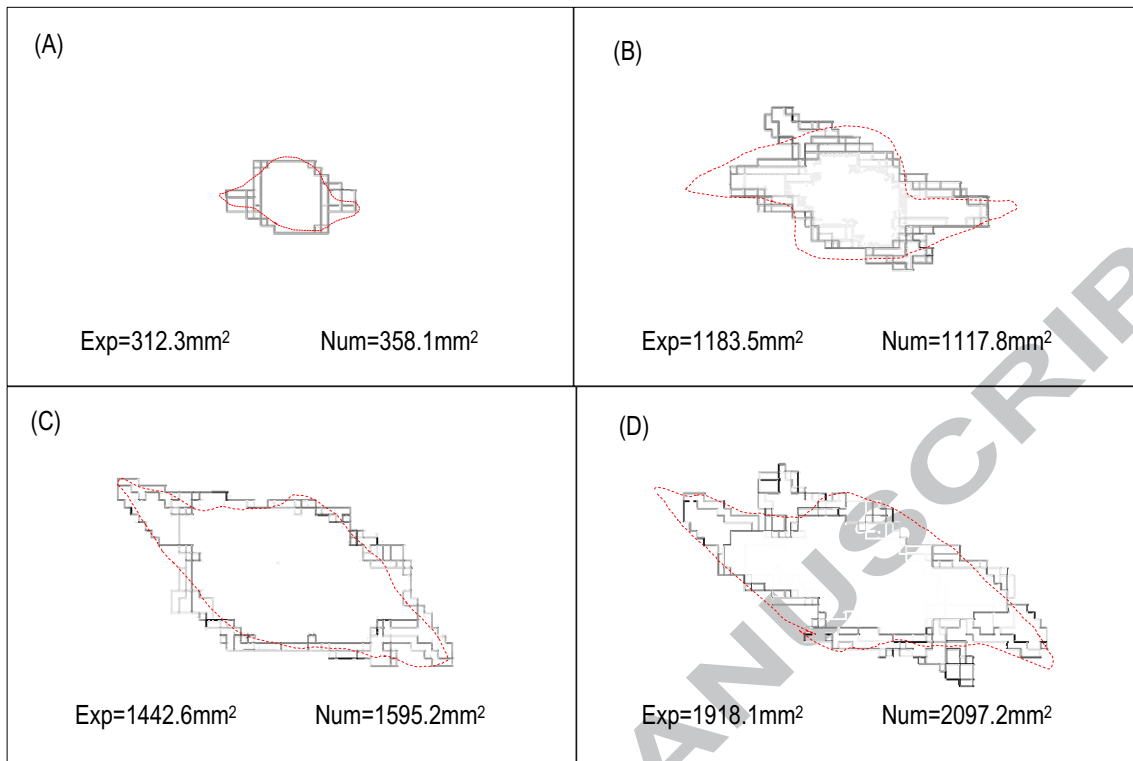 (A)
(B)
Exp=312.3mm²
Num=358.1mm²
Exp=1183.5mm²
Num=1117.8mm²
(C)
(D)
Exp=1442.6mm²
Num=1595.2mm²
Exp=1918.1mm²
Num=2097.2mm²
ANUSCRIP